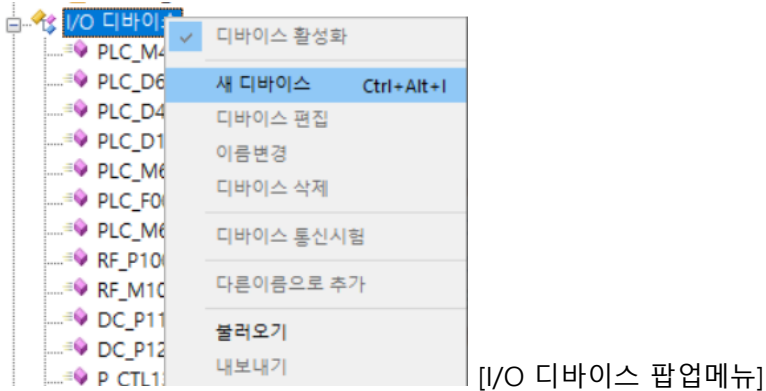 I/O 디바이스
디바이스 활성화
PLC_M4
PLC_D6
새 디바이스 Ctrl+Alt+I
PLC_D4
디바이스 편집
PLC_D1
이름변경
PLC_M6
디바이스 삭제
PLC_F00
PLC_M6
디바이스 통신시험
RF_P100
RF_M10
다른이름으로 추가
DC_P11
불러오기
DC_P12
내보내기
P_CTL1
[I/O 디바이스 팝업메뉴]